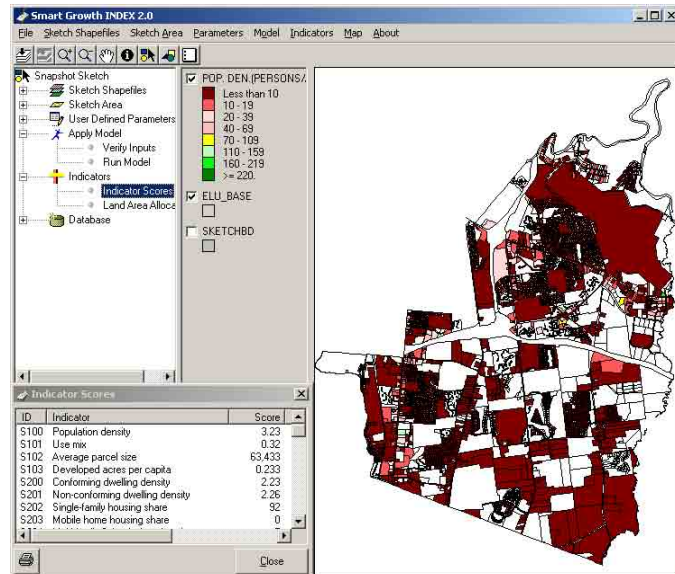 Smart Growth INDEX 2.0
File Sketch Shapefiles Sketch Area Parameters Model Indicators Map About
Snapshot Sketch
Sketch Shapefiles
Sketch Area
User Defined Parameters
Apply Model
Verify Inputs
Run Model
Indicators
Indicator Scores
Land Area Alloca
Database
POP. DEN.(PERSONS/
Less than 10
10 - 19
20 - 39
40 - 69
70 - 109
110 - 159
160 - 219
>= 220.
ELU_BASE
SKETCHBD
Indicator Scores
ID Indicator Score
S100 Population density 3.23
S101 Use mix 0.32
S102 Average parcel size 63,433
S103 Developed acres per capita 0.233
S200 Conforming dwelling density 2.23
S201 Non-conforming dwelling density 2.26
S202 Single-family housing share 92
S203 Mobile home housing share 0
Close